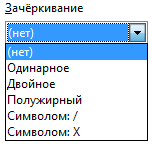 Зачёркивание
(нет)
(нет)
Одинарное
Двойное
Полужирный
Символом: /
Символом: X